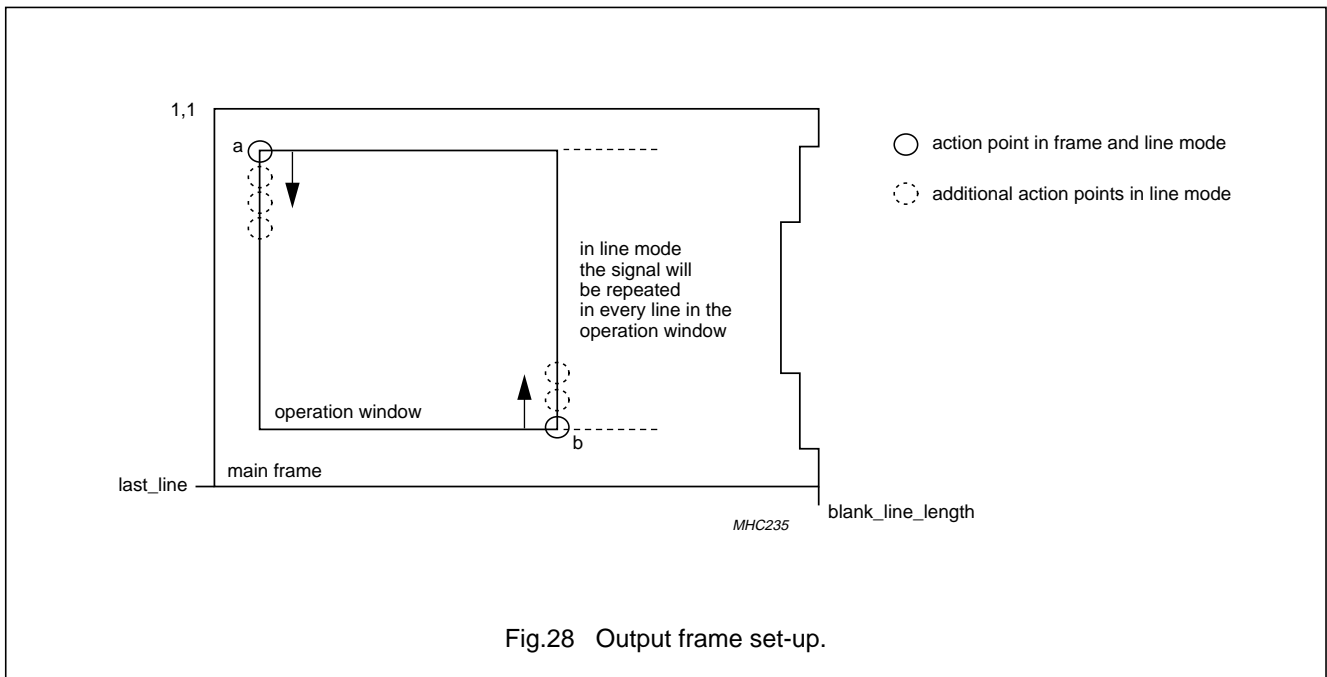 1,1
a
action point in frame and line mode
additional action points in line mode
in line mode
the signal will
be repeated
in every line in the
operation window
operation window
b
main frame
last_line
blank_line_length
MHC235
Fig.28 Output frame set-up.